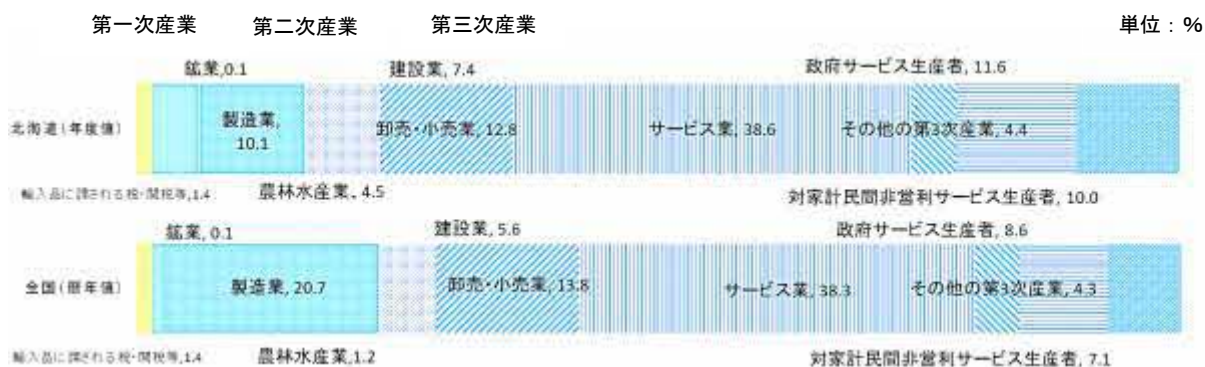 第一次産業 第二次産業 第三次産業 単位：％
鉱業,0.1 建設業, 7.4 政府サービス生産者, 11.6
北海道(年度値) 製造業, 10.1 卸売・小売業, 12.8 サービス業, 38.6 その他の第3次産業, 4.4
輸入品に課される税・関税等,1.4 農林水産業, 4.5 対家計民間非営利サービス生産者, 10.0
鉱業, 0.1 建設業, 5.6 政府サービス生産者, 8.6
全国(暦年値) 製造業, 20.7 卸売・小売業, 13.8 サービス業, 38.3 その他の第3次産業, 4.3
輸入品に課される税・関税等,1.4 農林水産業,1.2 対家計民間非営利サービス生産者, 7.1